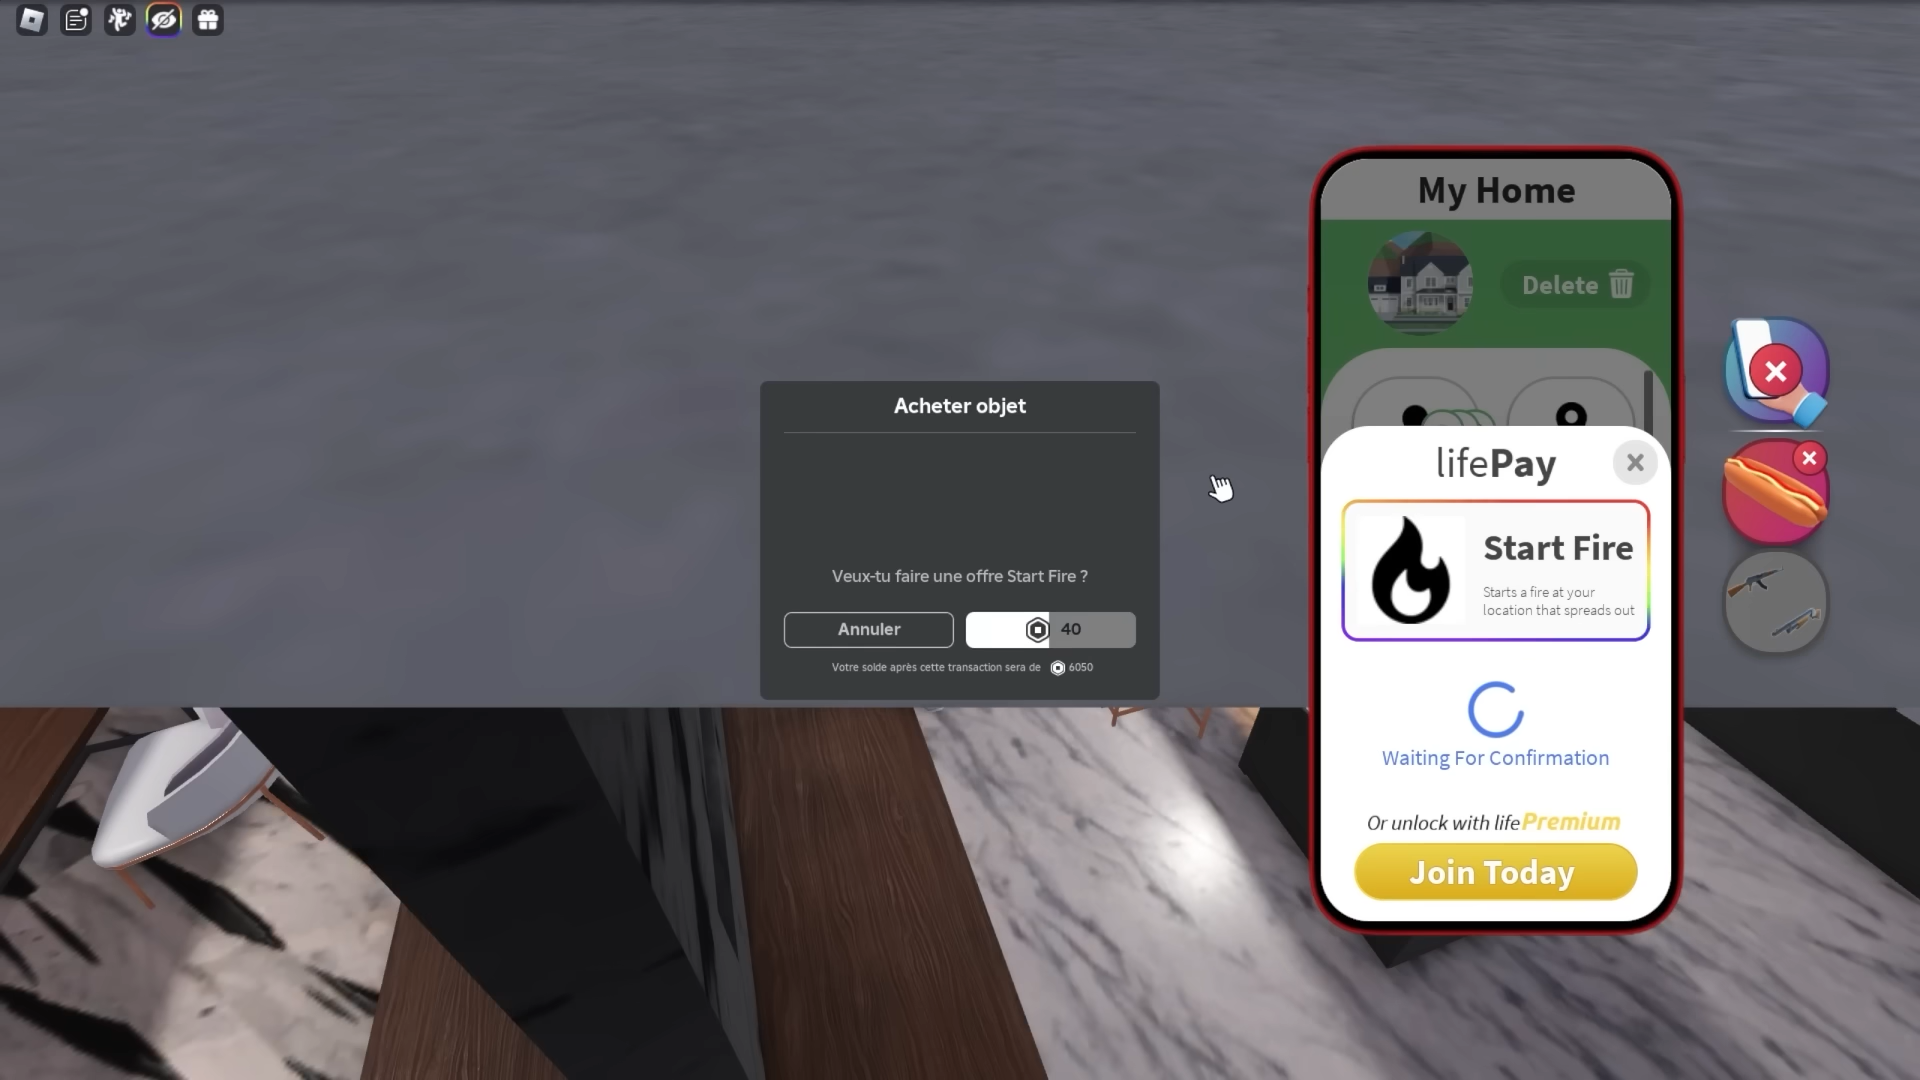 My Home
Delete
Acheter objet
Veux-tu faire une offre Start Fire ?
Annuler
40
Votre solde après cette transaction sera de 6050
lifePay
Start Fire
Starts a fire at your
location that spreads out
Waiting For Confirmation
Or unlock with life Premium
Join Today